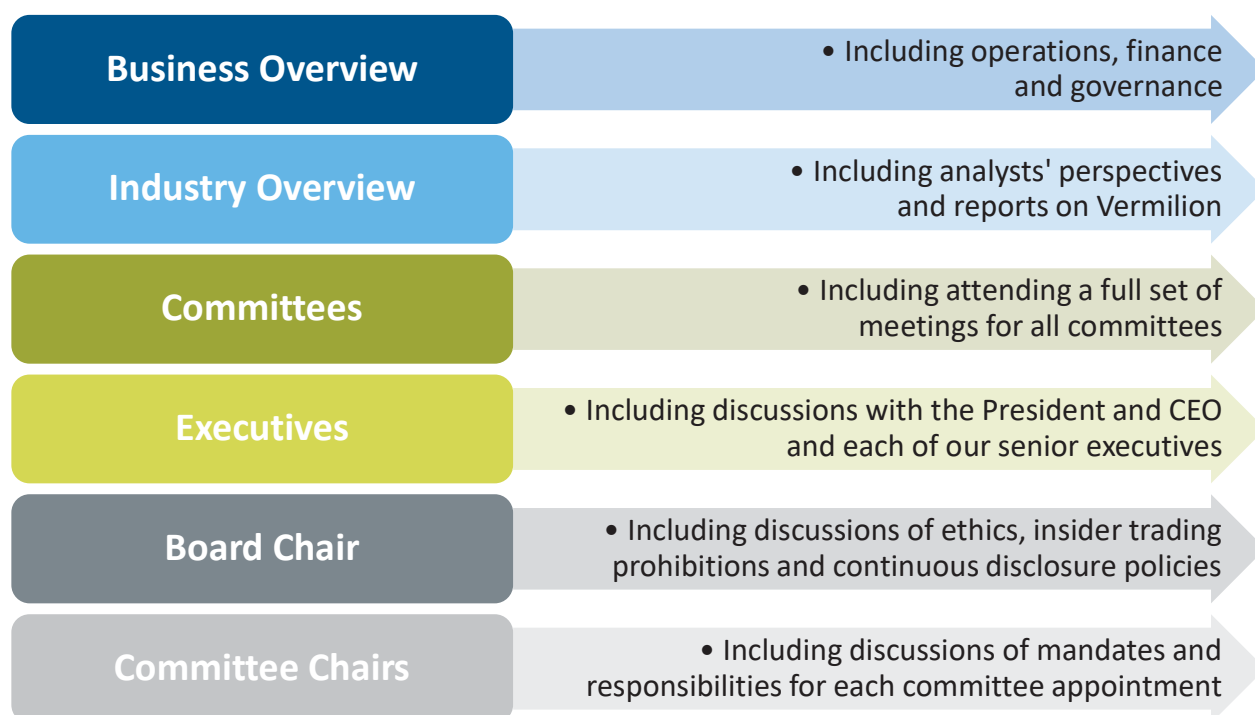 Business Overview
• Including operations, finance
and governance
Industry Overview
• Including analysts' perspectives
and reports on Vermilion
Committees
• Including attending a full set of
meetings for all committees
Executives
• Including discussions with the President and CEO
and each of our senior executives
Board Chair
• Including discussions of ethics, insider trading
prohibitions and continuous disclosure policies
Committee Chairs
• Including discussions of mandates and
responsibilities for each committee appointment